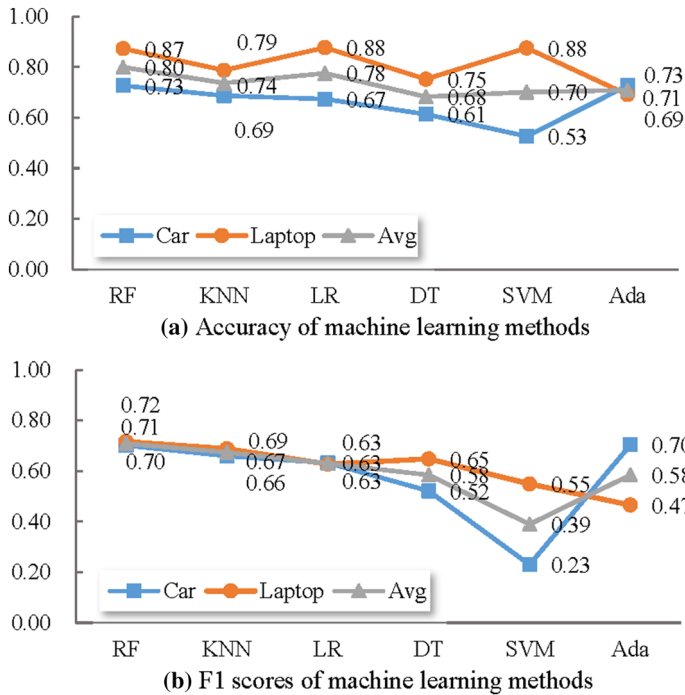 1.00
0.87 0.79 0.88 0.88
0.80 0.80 0.78 0.75 0.73
0.73 0.74 0.67 0.68 0.70 0.71
0.60 0.69 0.61 0.53 0.69
0.40
0.20
Car Laptop Avg
0.00
RF KNN LR DT SVM Ada
(a) Accuracy of machine learning methods
1.00
0.80
0.72
0.71 0.69 0.63 0.65 0.70
0.70 0.67 0.63 0.58 0.55 0.58
0.60 0.66 0.63 0.52 0.47
0.40 0.39
0.20 0.23
Car Laptop Avg
0.00
RF KNN LR DT SVM Ada
(b) F1 scores of machine learning methods